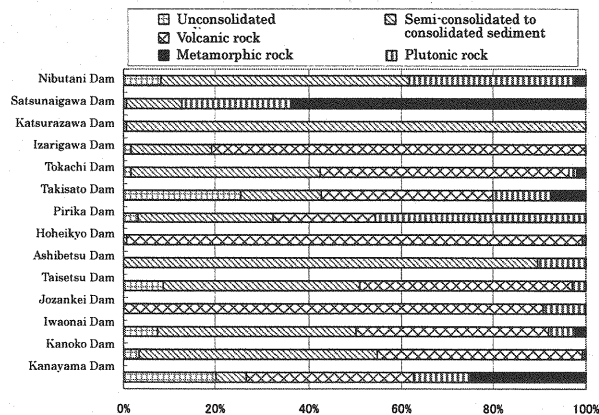 Unconsolidated
Semi-consolidated to consolidated sediment
Volcanic rock
Metamorphic rock
Plutonic rock
Nibutani Dam
Satsunaigawa Dam
Katsurazawa Dam
Izarigawa Dam
Tokachi Dam
Takisato Dam
Pirika Dam
Hoheikyo Dam
Ashibetsu Dam
Taisetsu Dam
Jozankei Dam
Iwaonai Dam
Kanoko Dam
Kanayama Dam
0% 20% 40% 60% 80% 100%